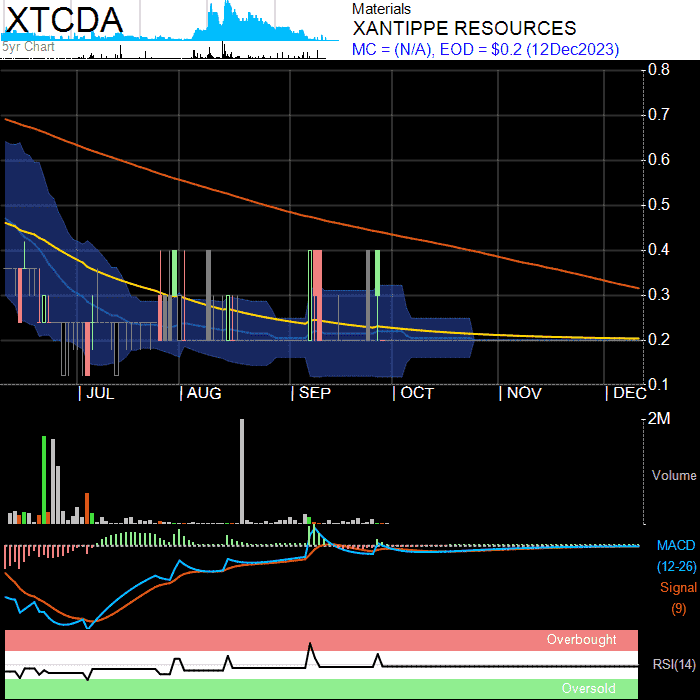 XTCDA
5yr Chart
Materials
XANTIPPE RESOURCES
MC = (N/A), EOD = $0.2 (12Dec2023)
0.8
0.7
0.6
0.5
0.4
0.3
0.2
0.1
JUL AUG SEP OCT NOV DEC
2M
Volume
MACD
(12-26)
Signal
(9)
Overbought
RSI(14)
Oversold